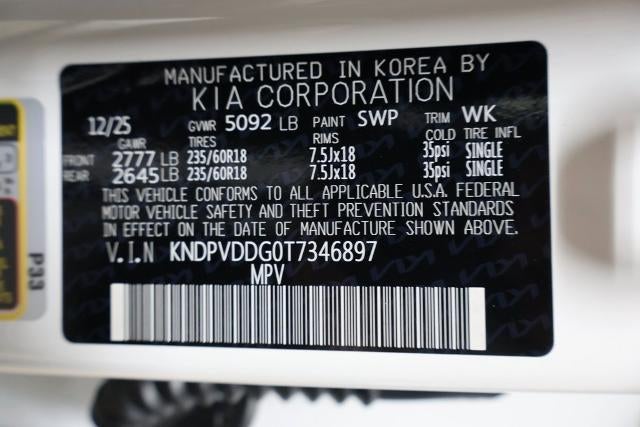 MANUFACTURED IN KOREA BY
KIA CORPORATION
12/25 GVWR 5092 LB PAINT SWP TRIM WK
GAWR TIRES RIMS COLD TIRE INFL
FRONT 2777 LB 235/60R18 7.5Jx18 35psi SINGLE
REAR 2645 LB 235/60R18 7.5Jx18 35psi SINGLE
THIS VEHICLE CONFORMS TO ALL APPLICABLE U.S.A. FEDERAL
MOTOR VEHICLE SAFETY AND THEFT PREVENTION STANDARDS
IN EFFECT ON THE DATE OF MANUFACTURE SHOWN ABOVE.
V.I.N KNDPVDDG0T7346897
MPV
P33